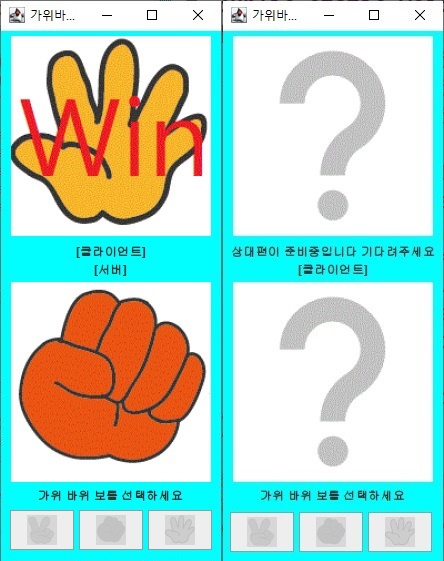 가위바...
Win
[클라이언트]
[서버]
가위 바위 보를 선택하세요
가위바...
상대편이 준비중입니다 기다려주세요
[클라이언트]
가위 바위 보를 선택하세요